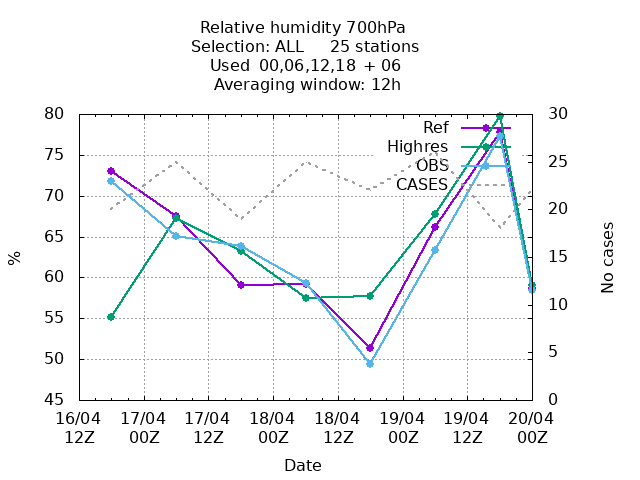 Relative humidity 700hPa
Selection: ALL 25 stations
Used 00,06,12,18 + 06
Averaging window: 12h
80
75
70
65
60
55
50
45
%
30
25
20
15
10
5
0
No cases
Ref
Highres
OBS
CASES
16/04 17/04 17/04 18/04 18/04 19/04 19/04 20/04
12Z 00Z 12Z 00Z 12Z 00Z 12Z 00Z
Date